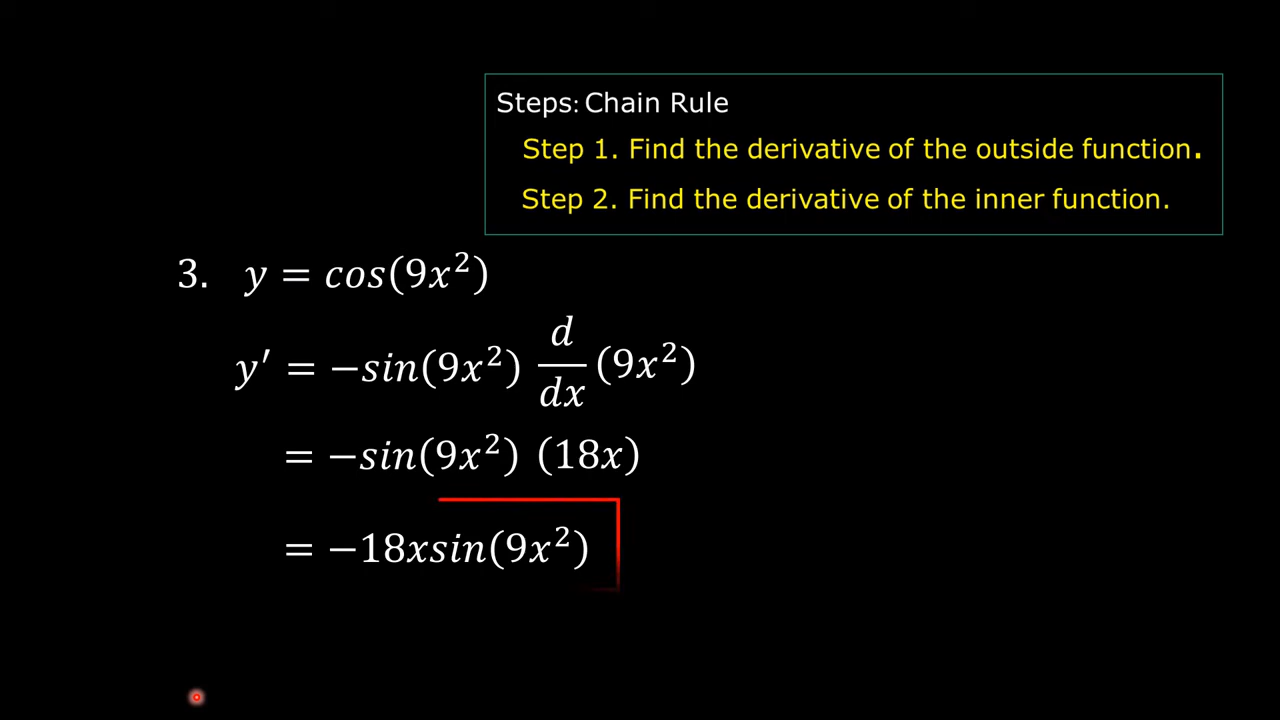 Steps: Chain Rule
Step 1. Find the derivative of the outside function.
Step 2. Find the derivative of the inner function.
3. y = cos(9x²)
y′ = −sin(9x²) d/dx (9x²)
= −sin(9x²) (18x)
= −18xsin(9x²)